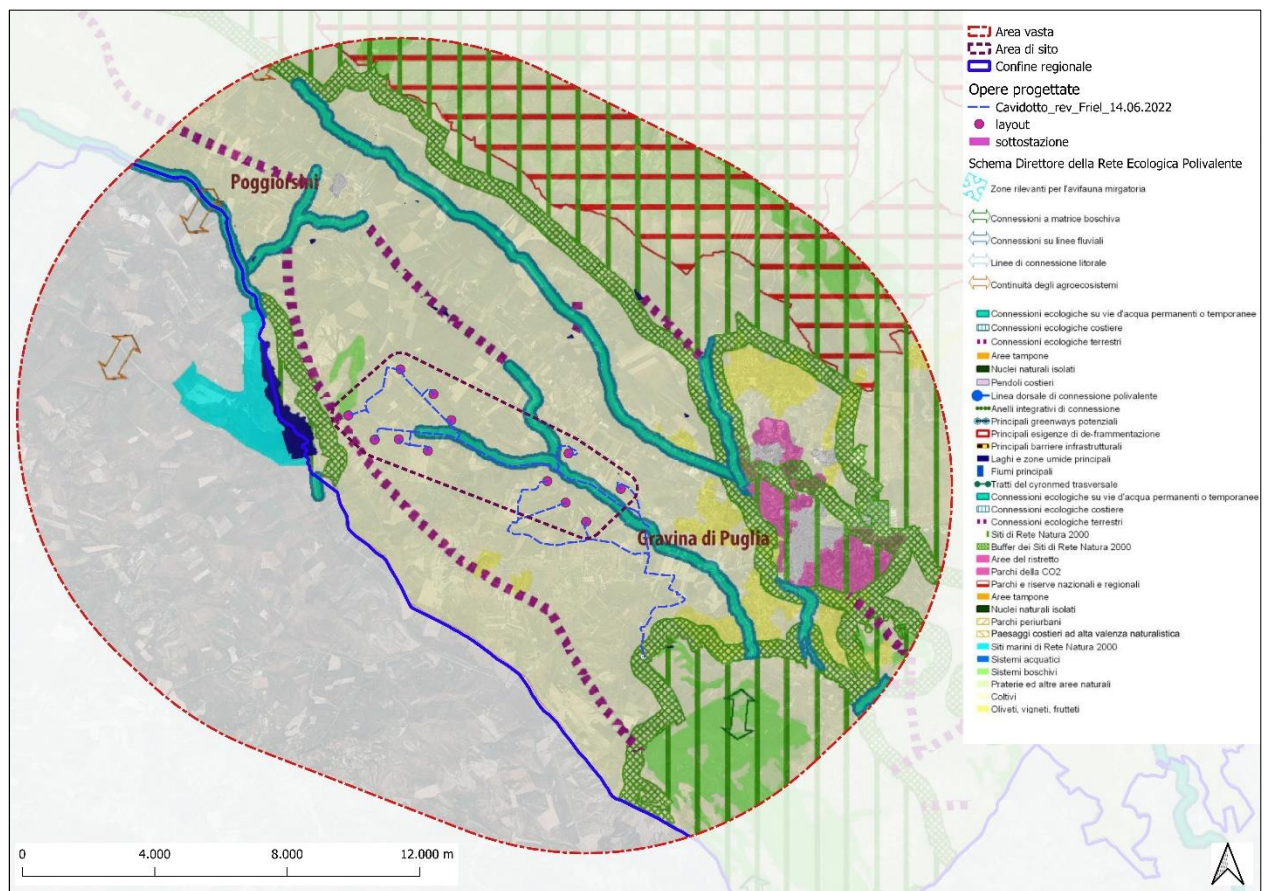 Area vasta
Area di sito
Confine regionale
Opere progettate
Cavidotto_rev_Friel_14.06.2022
layout
sottostazione
Schema Direttore della Rete Ecologica Polivalente
Zone rilevanti per l'avifauna mirgatoria
Connessioni a matrice boschiva
Connessioni su linee fluviali
Linee di connessione litorale
Continuità degli agroecosistemi
Connessioni ecologiche su vie d'acqua permanenti o temporanee
Connessioni ecologiche costiere
Connessioni ecologiche terrestri
Aree tampone
Nuclei naturali isolati
Pendoli costieri
Linea dorsale di connessione polivalente
Anelli integrativi di connessione
Principali greenways potenziali
Principali esigenze di de-frammentazione
Principali barriere infrastrutturali
Laghi e zone umide principali
Fiumi principali
Tratti del cyronmed trasversale
Connessioni ecologiche su vie d'acqua permanenti o temporanee
Connessioni ecologiche costiere
Connessioni ecologiche terrestri
Siti di Rete Natura 2000
Buffer dei Siti di Rete Natura 2000
Aree del ristretto
Parchi della CO2
Parchi e riserve nazionali e regionali
Aree tampone
Nuclei naturali isolati
Parchi periurbani
Paesaggi costieri ad alta valenza naturalistica
Siti marini di Rete Natura 2000
Sistemi acquatici
Sistemi boschivi
Praterie ed altre aree naturali
Coltivi
Oliveti, vigneti, frutteti
Poggiorsini
Gravina di Puglia
0 4.000 8.000 12.000 m